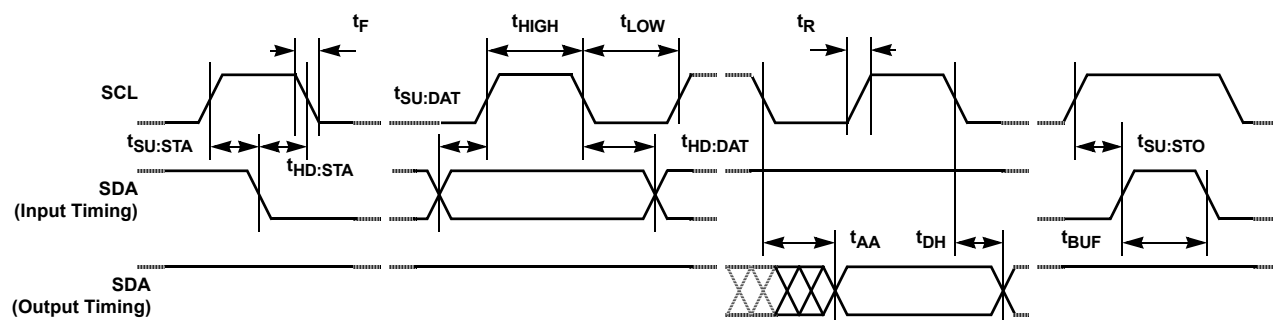 tF
tHIGH
tLOW
tR
SCL
tSU:DAT
tSU:STA
tHD:STA
tHD:DAT
tSU:STO
SDA
(Input Timing)
tAA
tDH
tBUF
SDA
(Output Timing)